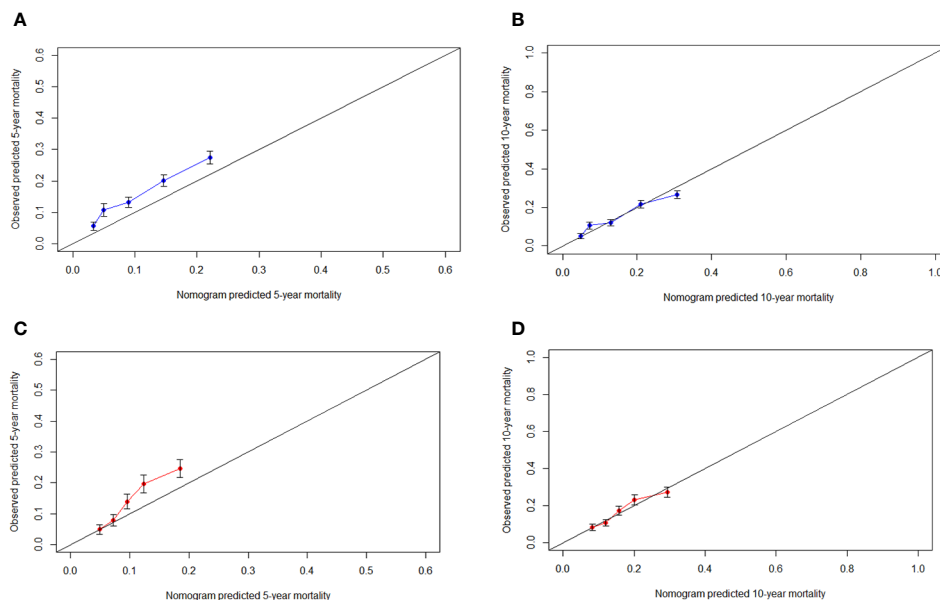 A
0.6
0.5
0.4
0.3
0.2
0.1
0.0
Observed predicted 5-year mortality
0.0 0.1 0.2 0.3 0.4 0.5 0.6
Nomogram predicted 5-year mortality
B
1.0
0.8
0.6
0.4
0.2
0.0
Observed predicted 10-year mortality
0.0 0.2 0.4 0.6 0.8 1.0
Nomogram predicted 10-year mortality
C
0.6
0.5
0.4
0.3
0.2
0.1
0.0
Observed predicted 5-year mortality
0.0 0.1 0.2 0.3 0.4 0.5 0.6
Nomogram predicted 5-year mortality
D
1.0
0.8
0.6
0.4
0.2
0.0
Observed predicted 10-year mortality
0.0 0.2 0.4 0.6 0.8 1.0
Nomogram predicted 10-year mortality